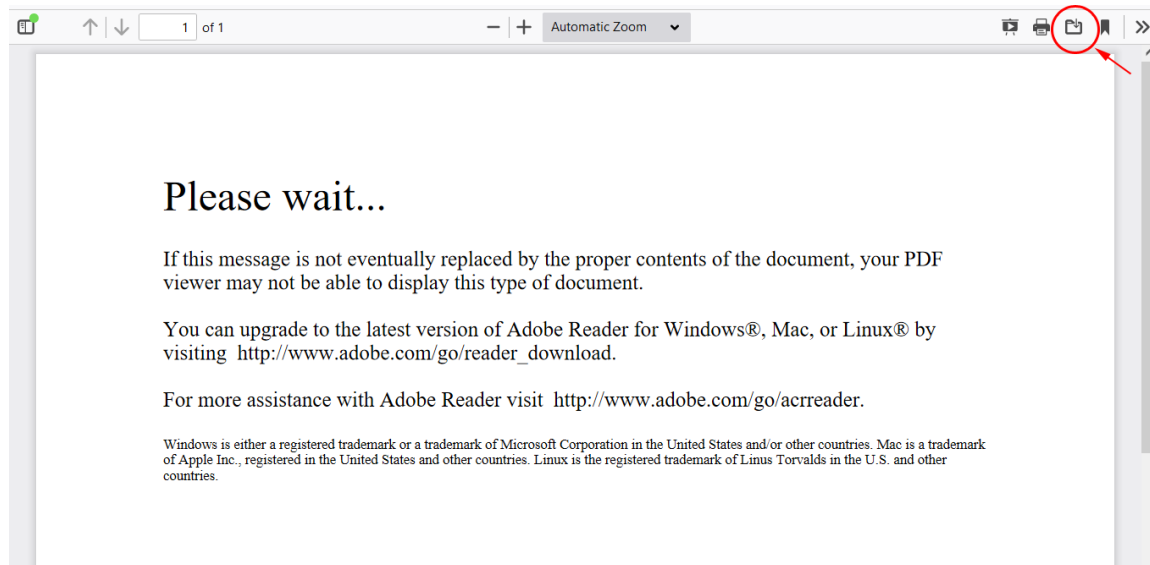 1 of 1 Automatic Zoom
Please wait...
If this message is not eventually replaced by the proper contents of the document, your PDF
viewer may not be able to display this type of document.
You can upgrade to the latest version of Adobe Reader for Windows®, Mac, or Linux® by
visiting  http://www.adobe.com/go/reader_download.
For more assistance with Adobe Reader visit  http://www.adobe.com/go/acrreader.
Windows is either a registered trademark or a trademark of Microsoft Corporation in the United States and/or other countries. Mac is a trademark
of Apple Inc., registered in the United States and other countries. Linux is the registered trademark of Linus Torvalds in the U.S. and other
countries.